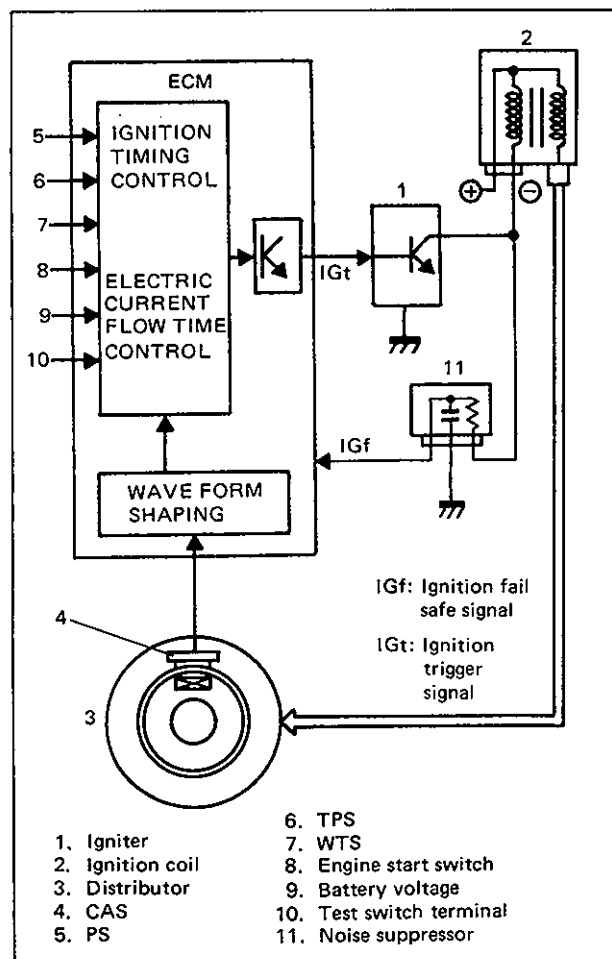 2
ECM
IGNITION
TIMING
CONTROL
ELECTRIC
CURRENT
FLOW TIME
CONTROL
5
6
7
8
9
10
IGt
1
+
−
11
IGf
WAVE FORM
SHAPING
IGf: Ignition fail
safe signal
IGt: Ignition
trigger
signal
4
3
1. Igniter
2. Ignition coil
3. Distributor
4. CAS
5. PS
6. TPS
7. WTS
8. Engine start switch
9. Battery voltage
10. Test switch terminal
11. Noise suppressor